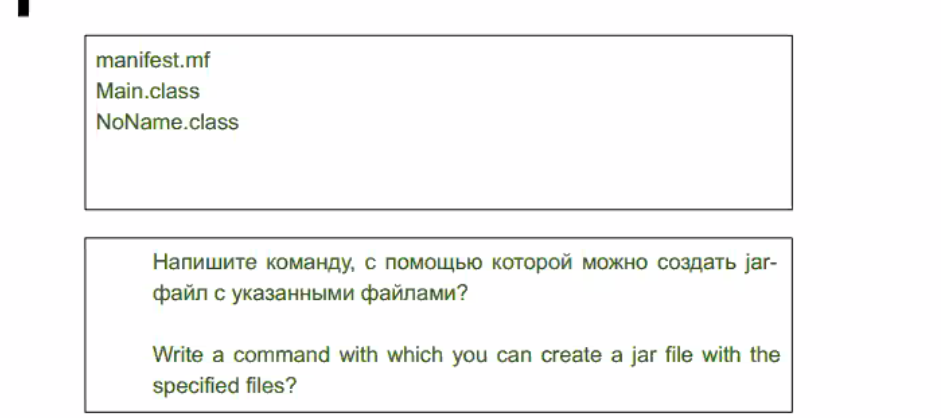 manifest.mf
Main.class
NoName.class
Напишите команду, с помощью которой можно создать jar-
файл с указанными файлами?
Write a command with which you can create a jar file with the
specified files?